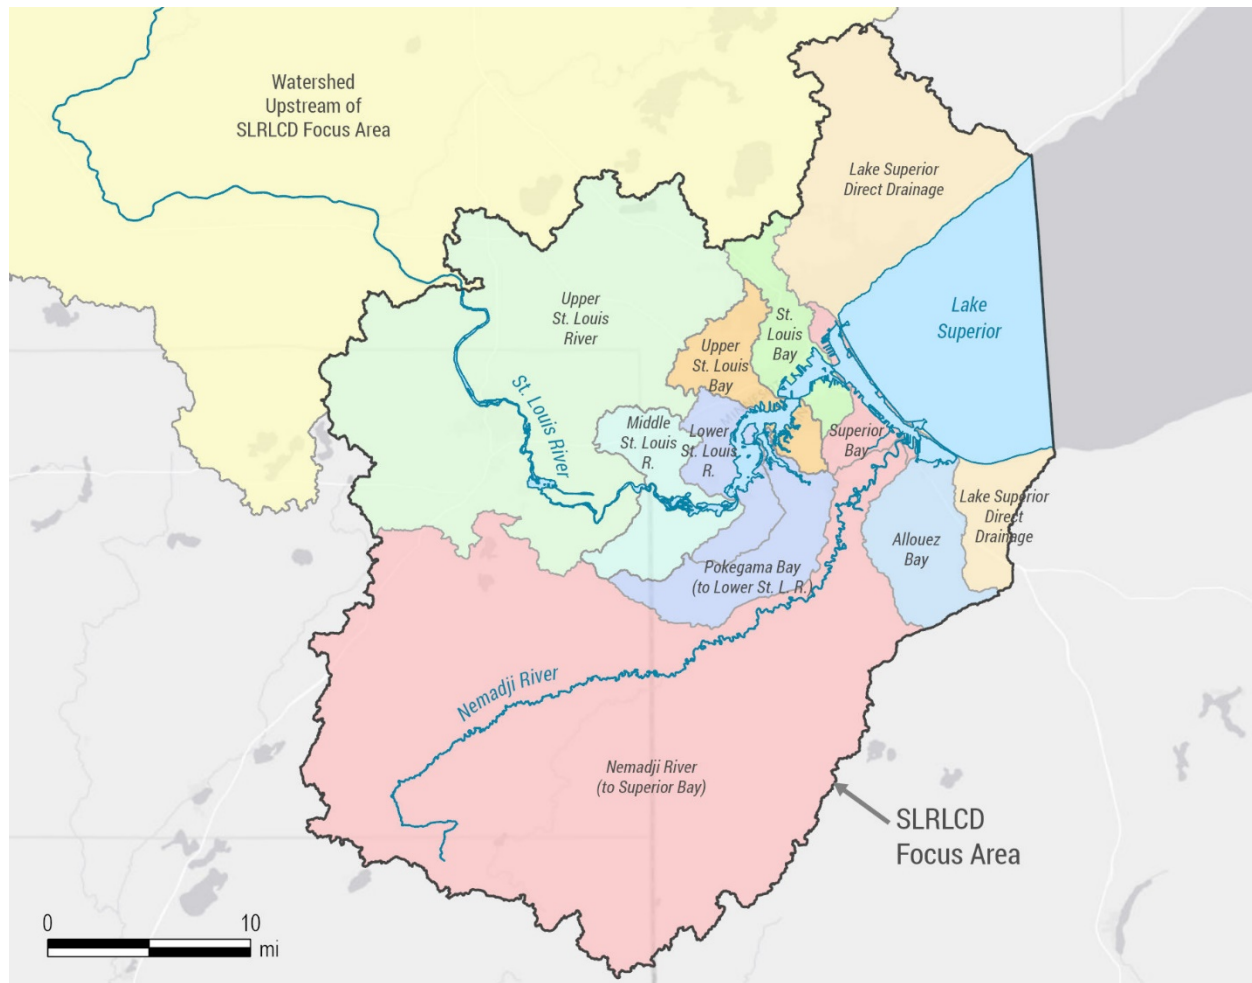 Watershed
Upstream of
SLRLCD Focus Area
Lake Superior
Direct Drainage
Upper
St. Louis
River
St.
Louis
Bay
Lake
Superior
Upper
St. Louis
Bay
St. Louis River
Middle
St. Louis
R.
Lower
St. Louis
R.
Superior
Bay
Lake Superior
Direct
Drainage
Allouez
Bay
Pokegama Bay
(to Lower St. L. R.)
Nemadji River
Nemadji River
(to Superior Bay)
SLRLCD
Focus Area
0 10
mi